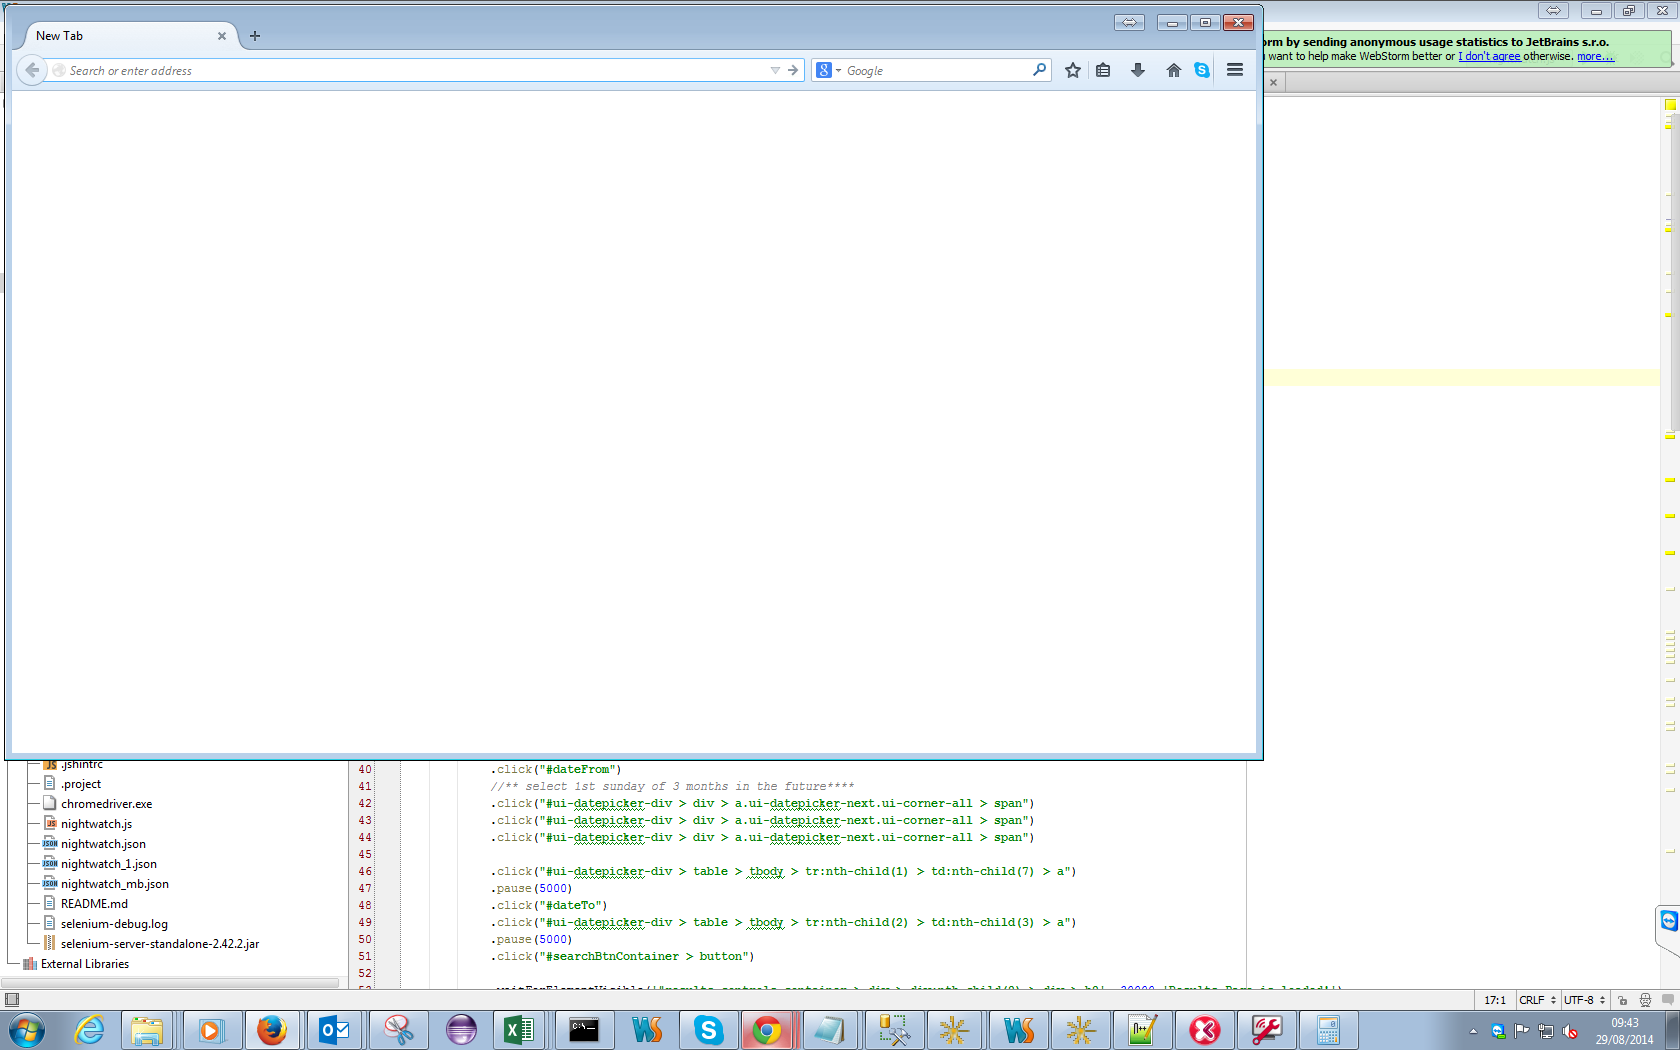 New Tab
Search or enter address
Google
orm by sending anonymous usage statistics to JetBrains s.r.o.
want to help make WebStorm better or I don't agree otherwise. more...
.jshintrc
.project
chromedriver.exe
nightwatch.js
nightwatch.json
nightwatch_1.json
nightwatch_mb.json
README.md
selenium-debug.log
selenium-server-standalone-2.42.2.jar
External Libraries
40 .click("#dateFrom")
41 //** select 1st sunday of 3 months in the future****
42 .click("#ui-datepicker-div > div > a.ui-datepicker-next.ui-corner-all > span")
43 .click("#ui-datepicker-div > div > a.ui-datepicker-next.ui-corner-all > span")
44 .click("#ui-datepicker-div > div > a.ui-datepicker-next.ui-corner-all > span")
45
46 .click("#ui-datepicker-div > table > tbody > tr:nth-child(1) > td:nth-child(7) > a")
47 .pause(5000)
48 .click("#dateTo")
49 .click("#ui-datepicker-div > table > tbody > tr:nth-child(2) > td:nth-child(3) > a")
50 .pause(5000)
51 .click("#searchBtnContainer > button")
52
17:1 CRLF UTF-8
09:43
29/08/2014